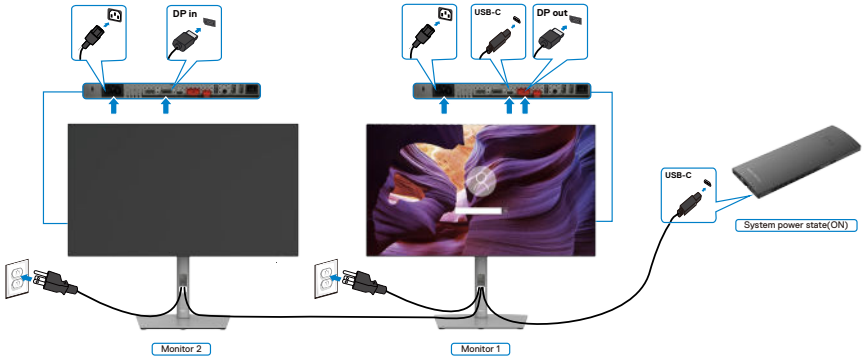 DP in
USB-C
DP out
USB-C
System power state(ON)
Monitor 2
Monitor 1